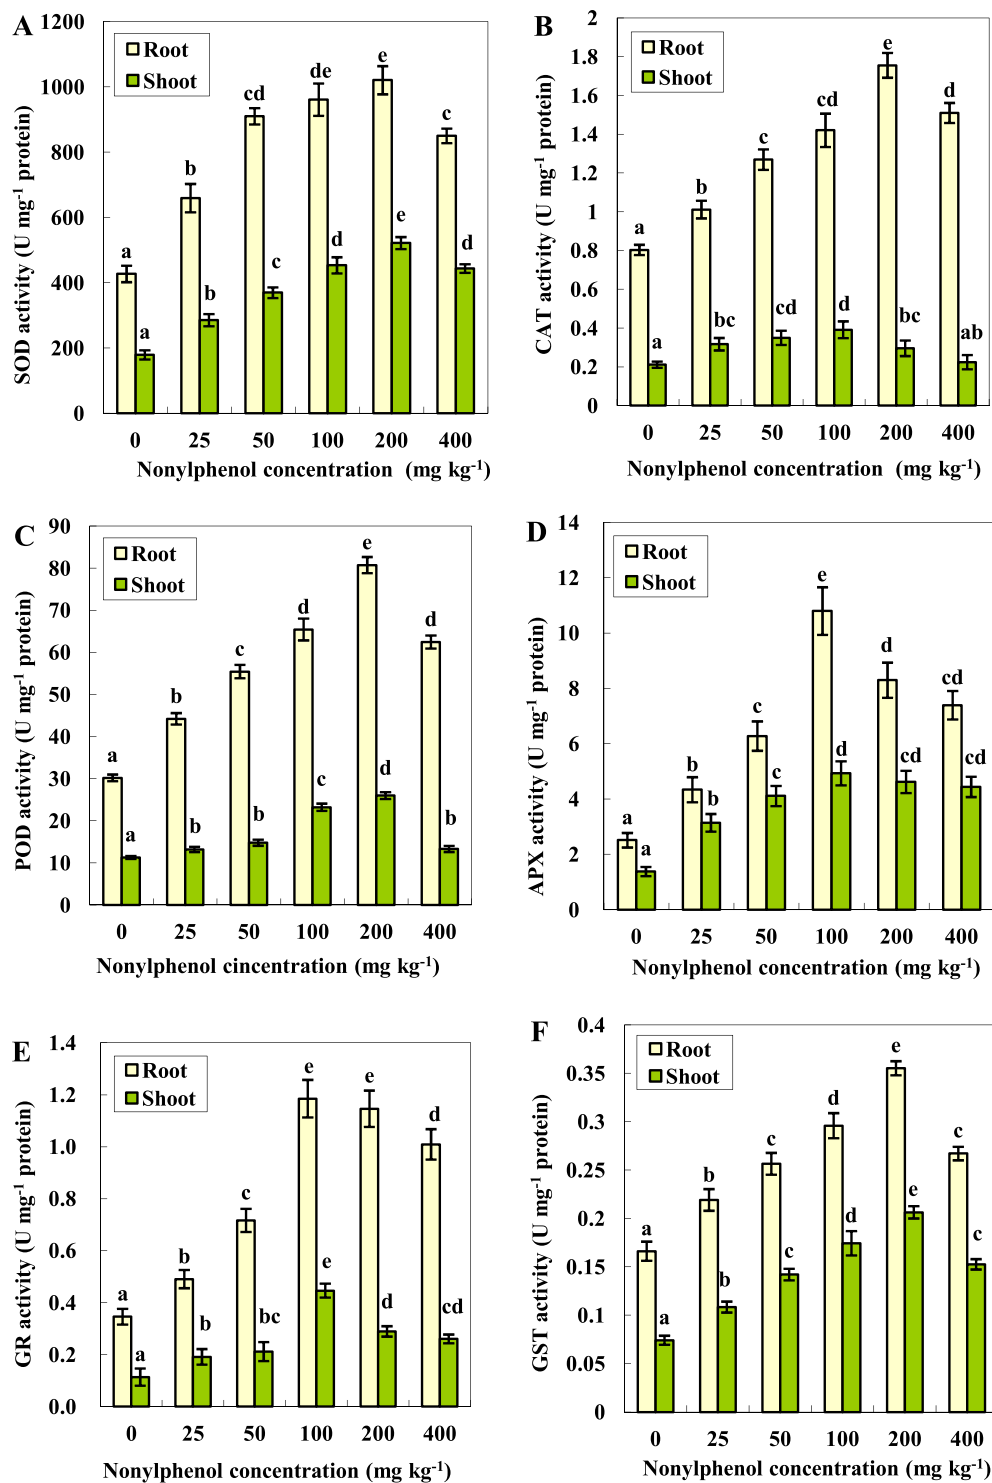 A
SOD activity (U mg⁻¹ protein)
1200
1000
800
600
400
200
0
Root
Shoot
a
a
b
b
cd
c
de
d
e
e
c
d
0 25 50 100 200 400
Nonylphenol concentration (mg kg⁻¹)
B
CAT activity (U mg⁻¹ protein)
2
1.8
1.6
1.4
1.2
1
0.8
0.6
0.4
0.2
0
Root
Shoot
a
a
b
bc
c
cd
cd
d
e
bc
d
ab
0 25 50 100 200 400
Nonylphenol concentration (mg kg⁻¹)
C
POD activity (U mg⁻¹ protein)
90
80
70
60
50
40
30
20
10
0
Root
Shoot
a
a
b
b
c
b
d
c
e
d
d
b
0 25 50 100 200 400
Nonylphenol cincentration (mg kg⁻¹)
D
APX activity (U mg⁻¹ protein)
14
12
10
8
6
4
2
0
Root
Shoot
a
a
b
b
c
c
e
d
d
cd
cd
cd
0 25 50 100 200 400
Nonylphenol concentration (mg kg⁻¹)
E
GR activity (U mg⁻¹ protein)
1.4
1.2
1.0
0.8
0.6
0.4
0.2
0.0
Root
Shoot
a
a
b
b
c
bc
e
e
e
d
d
cd
0 25 50 100 200 400
Nonylphenol concentration (mg kg⁻¹)
F
GST activity (U mg⁻¹ protein)
0.4
0.35
0.3
0.25
0.2
0.15
0.1
0.05
0
Root
Shoot
a
a
b
b
c
c
d
d
e
e
c
c
0 25 50 100 200 400
Nonylphenol concentration (mg kg⁻¹)